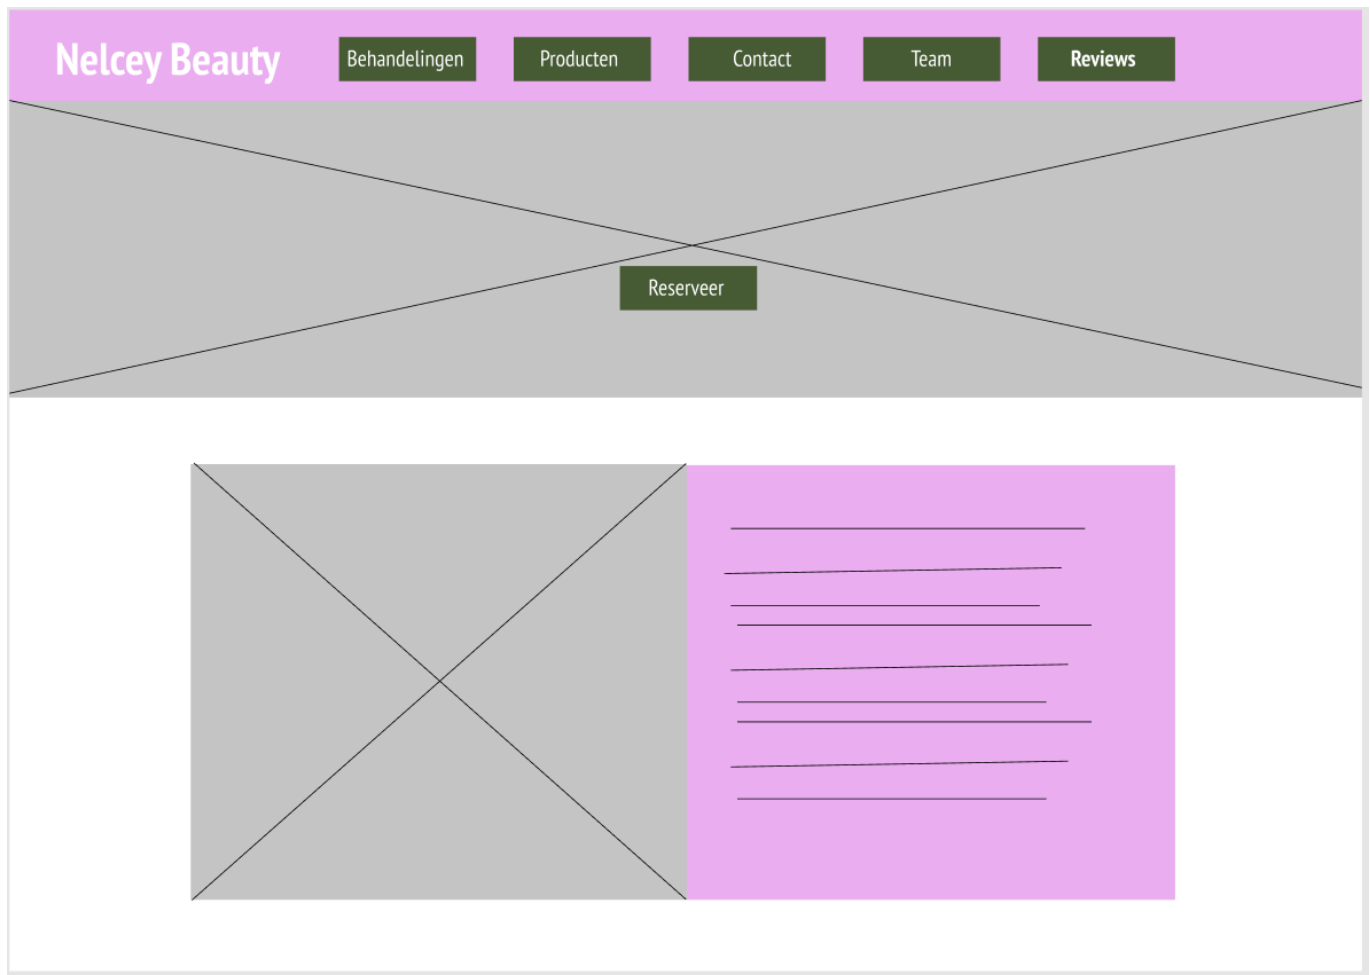 Nelcey Beauty
Behandelingen
Producten
Contact
Team
Reviews
Reserveer